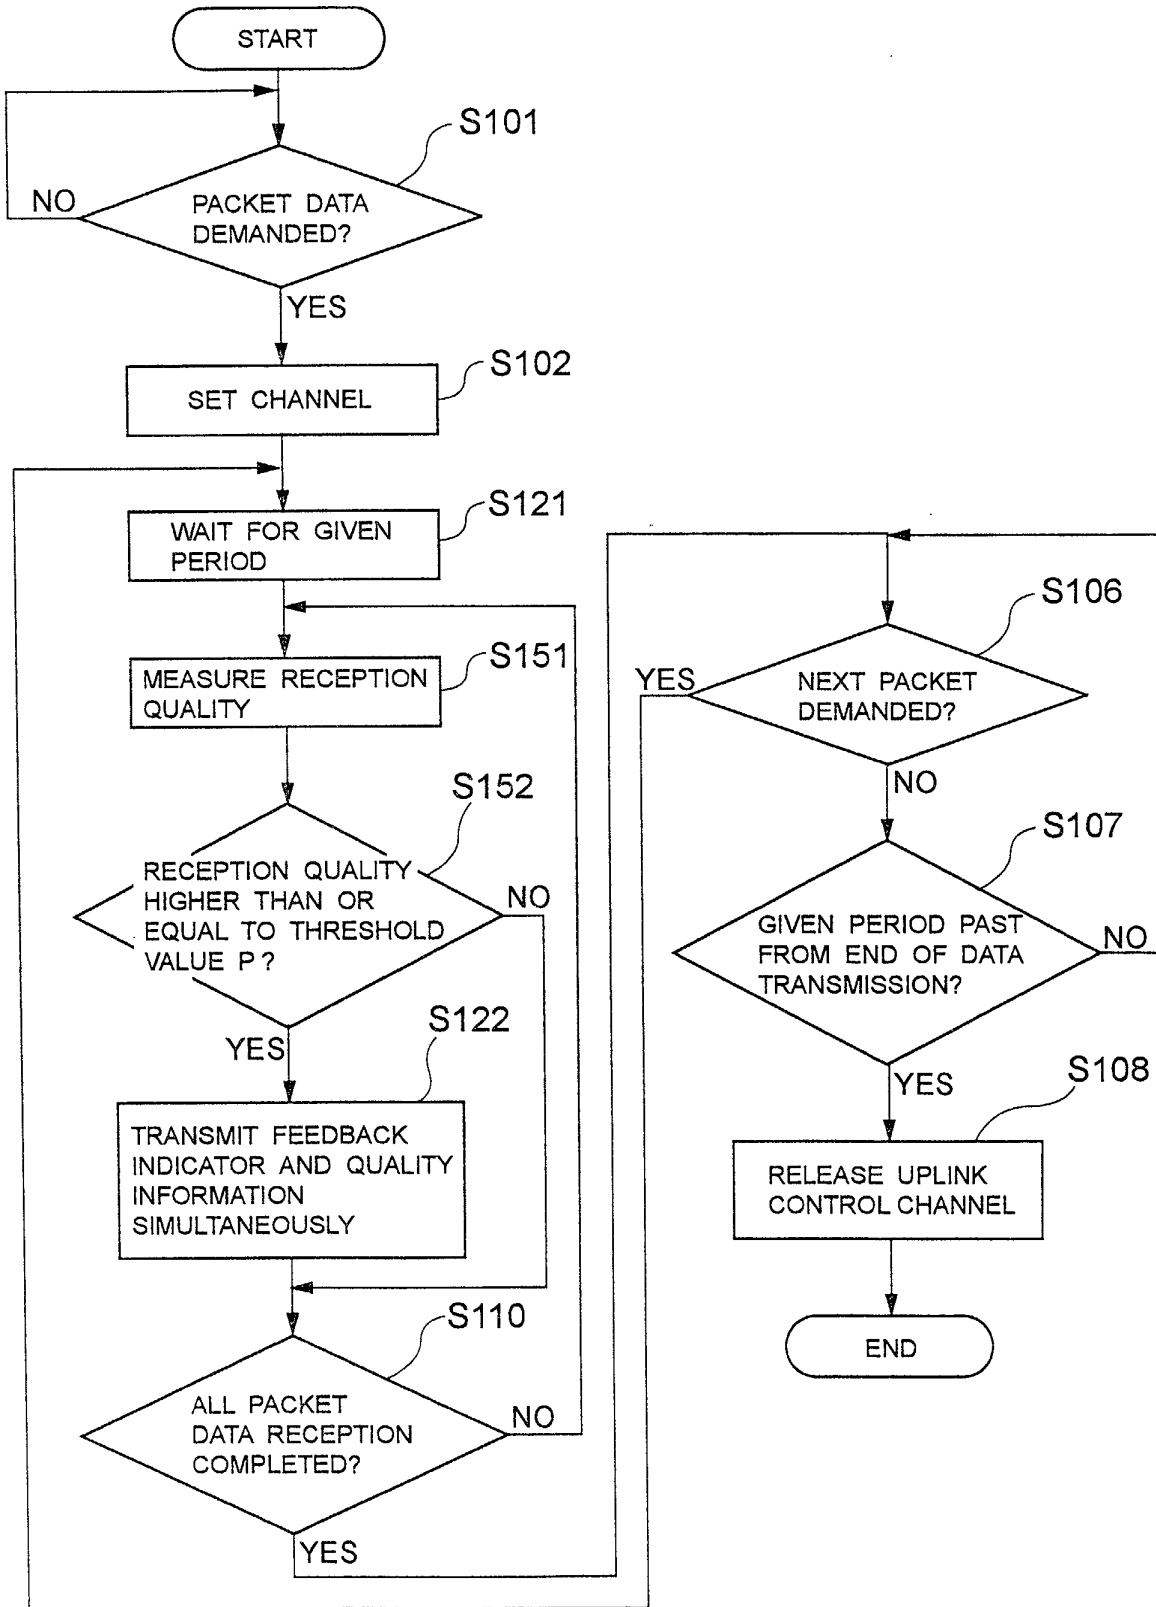 START
S101
NO
PACKET DATA
DEMANDED?
YES
S102
SET CHANNEL
S121
WAIT FOR GIVEN
PERIOD
S151
MEASURE RECEPTION
QUALITY
S152
RECEPTION QUALITY
HIGHER THAN OR
EQUAL TO THRESHOLD
VALUE P?
NO
YES
S122
TRANSMIT FEEDBACK
INDICATOR AND QUALITY
INFORMATION
SIMULTANEOUSLY
S110
ALL PACKET
DATA RECEPTION
COMPLETED?
NO
YES
S106
YES
NEXT PACKET
DEMANDED?
NO
S107
GIVEN PERIOD PAST
FROM END OF DATA
TRANSMISSION?
NO
YES
S108
RELEASE UPLINK
CONTROL CHANNEL
END